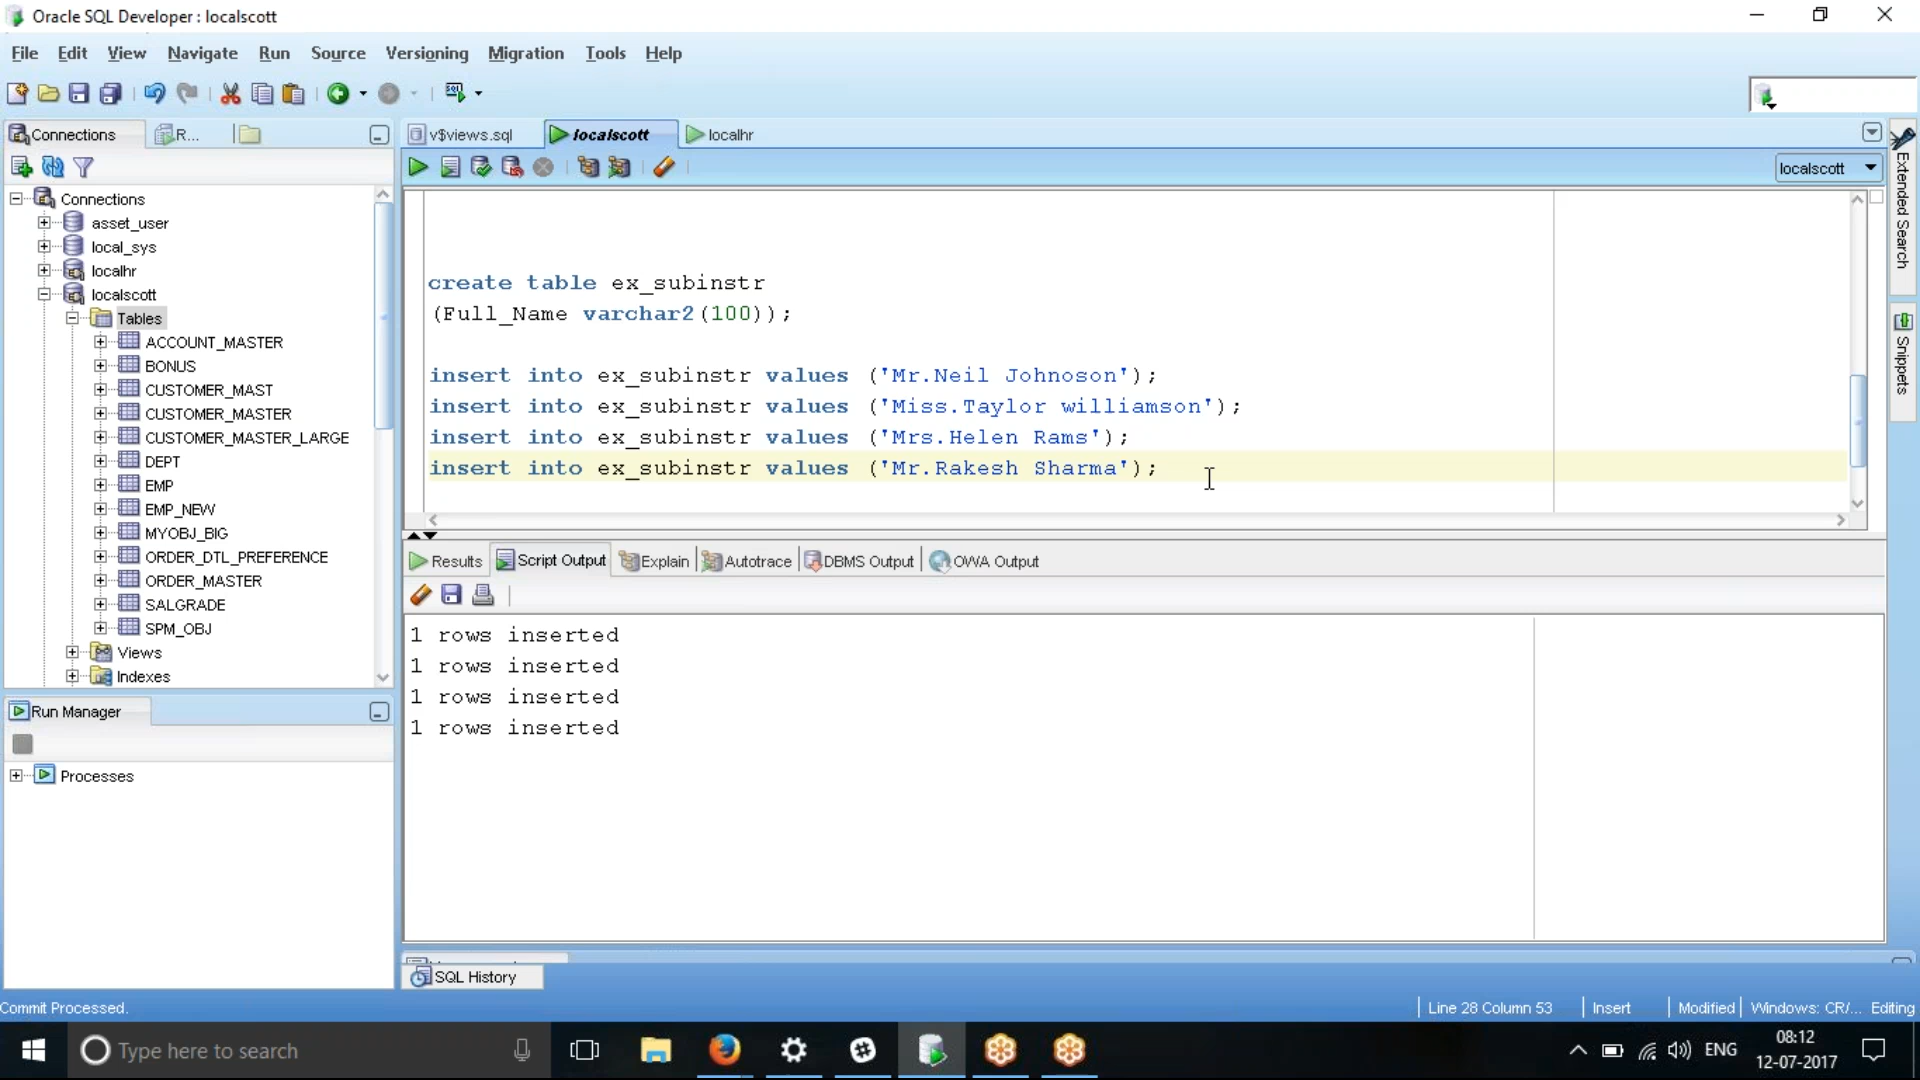 Oracle SQL Developer : localscott
File Edit View Navigate Run Source Versioning Migration Tools Help
Connections R...
v$views.sql localscott localhr
localscott
Connections
asset_user
local_sys
localhr
localscott
Tables
ACCOUNT_MASTER
BONUS
CUSTOMER_MAST
CUSTOMER_MASTER
CUSTOMER_MASTER_LARGE
DEPT
EMP
EMP_NEW
MYOBJ_BIG
ORDER_DTL_PREFERENCE
ORDER_MASTER
SALGRADE
SPM_OBJ
Views
Indexes
create table ex_subinstr
(Full_Name varchar2(100));
insert into ex_subinstr values ('Mr.Neil Johnoson');
insert into ex_subinstr values ('Miss.Taylor williamson');
insert into ex_subinstr values ('Mrs.Helen Rams');
insert into ex_subinstr values ('Mr.Rakesh Sharma');
Extended Search
Snippets
Results Script Output Explain Autotrace DBMS Output OWA Output
1 rows inserted
1 rows inserted
1 rows inserted
1 rows inserted
Run Manager
Processes
SQL History
Commit Processed.
Line 28 Column 53 Insert Modified Windows: CR/... Editing
Type here to search
ENG
08:12
12-07-2017